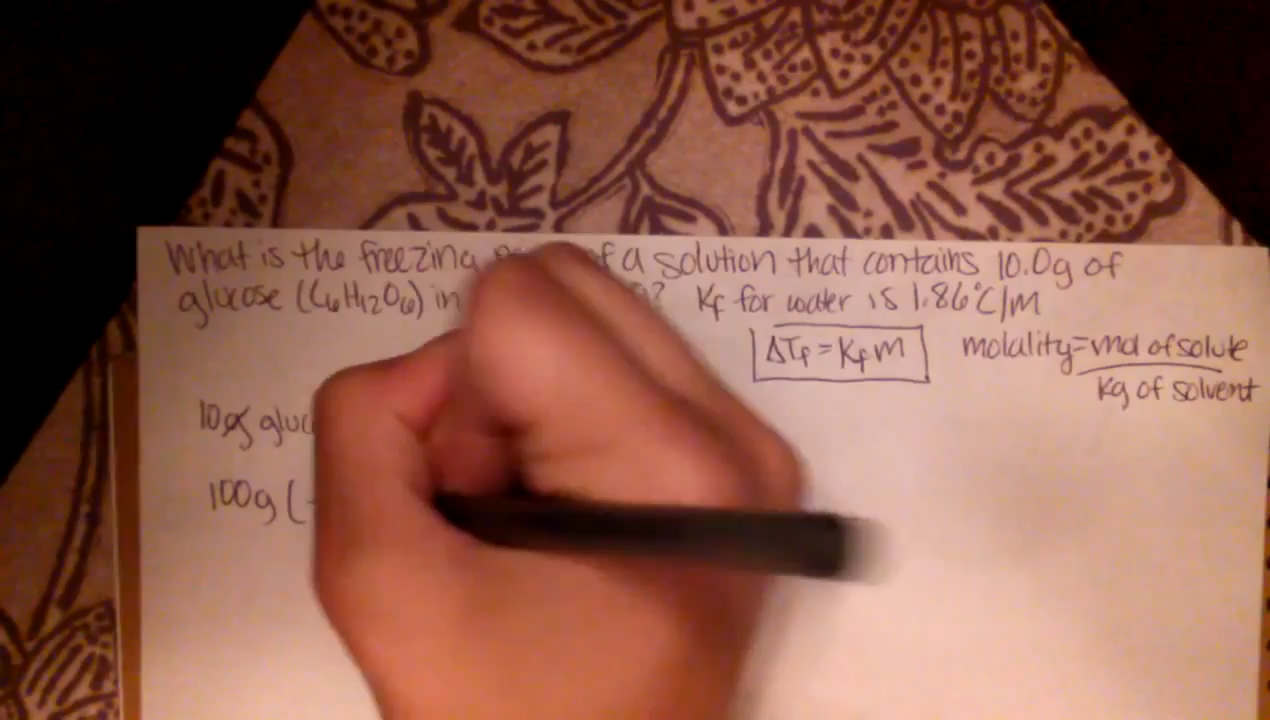 What is the freezing of a solution that contains 10.0g of
glucose (C6H12O6) in ? Kf for water is 1.86°C/m
ΔTf = Kf m
molality = mol of solute
kg of solvent
10g gluc
100g (